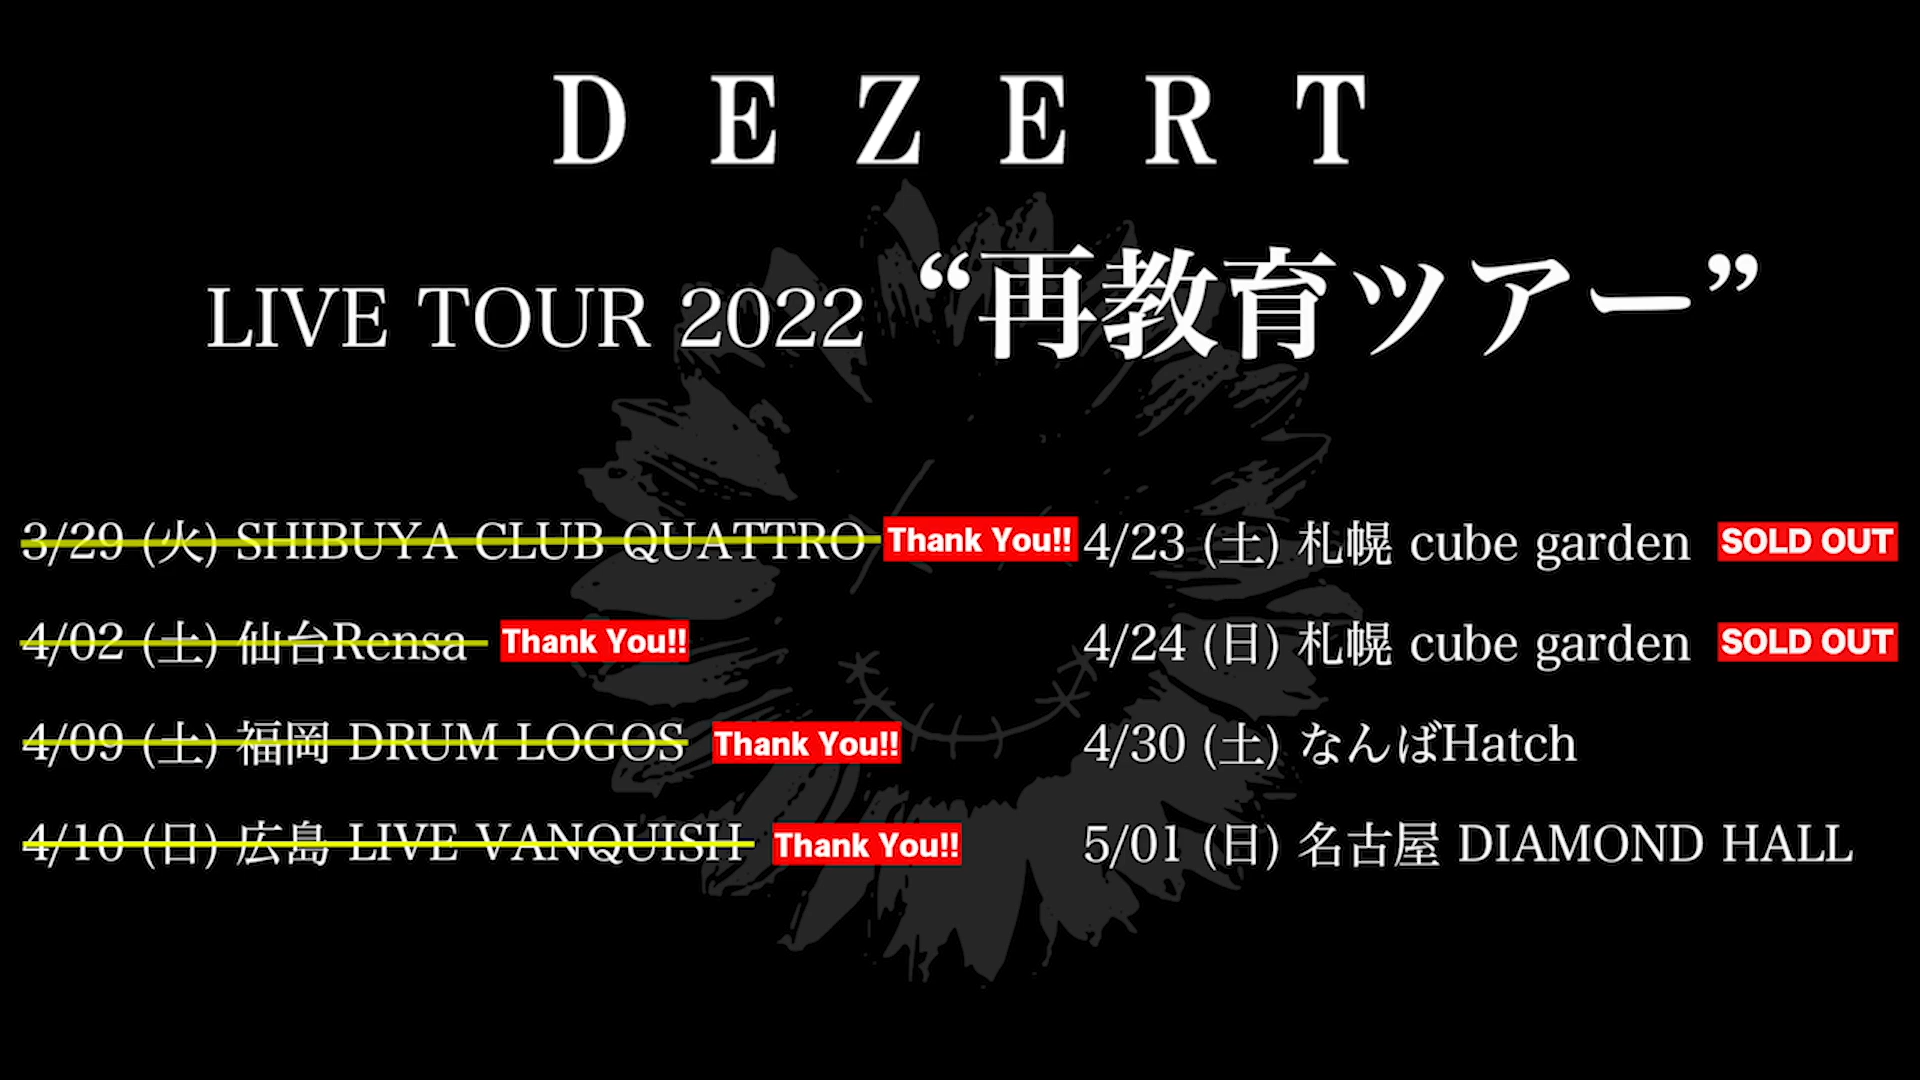 DEZERT
LIVE TOUR 2022 “再教育ツアー”
3/29 (火) SHIBUYA CLUB QUATTRO Thank You!!
4/02 (土) 仙台Rensa Thank You!!
4/09 (土) 福岡 DRUM LOGOS Thank You!!
4/10 (日) 広島 LIVE VANQUISH Thank You!!
4/23 (土) 札幌 cube garden SOLD OUT
4/24 (日) 札幌 cube garden SOLD OUT
4/30 (土) なんばHatch
5/01 (日) 名古屋 DIAMOND HALL